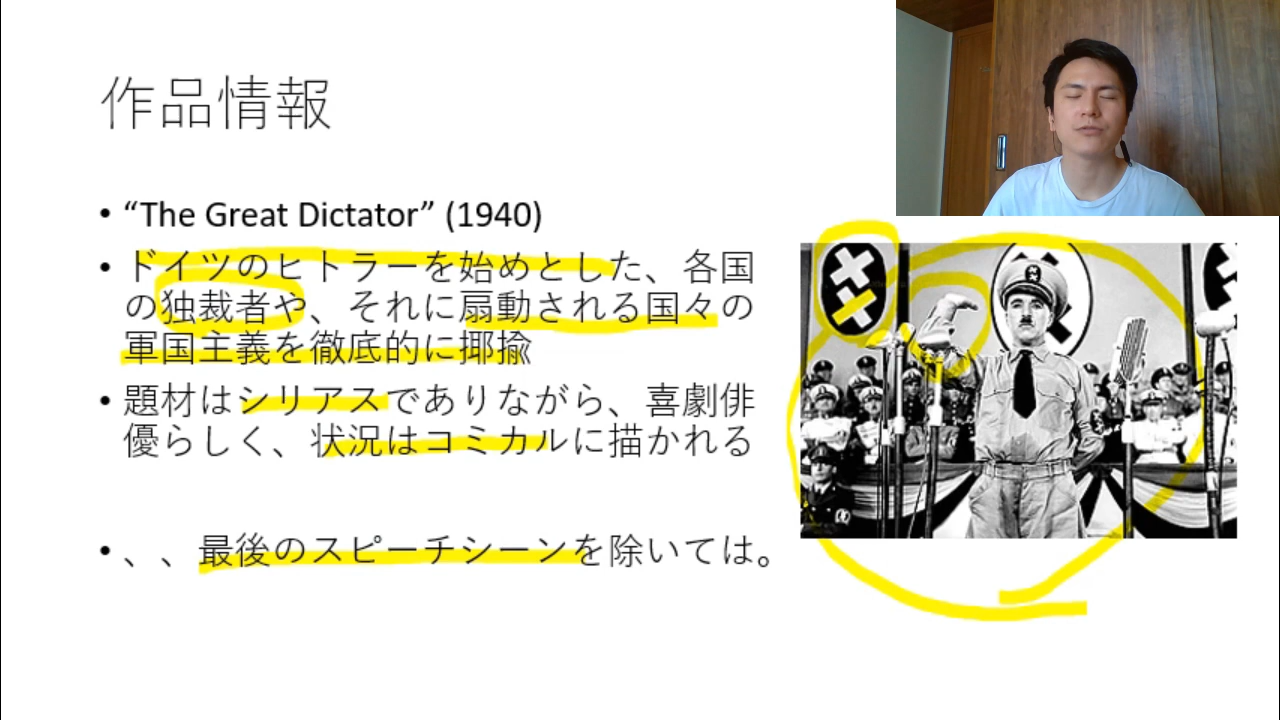 作品情報
• “The Great Dictator” (1940)
• ドイツのヒトラーを始めとした、各国
の独裁者や、それに扇動される国々の
軍国主義を徹底的に揶揄
• 題材はシリアスでありながら、喜劇俳
優らしく、状況はコミカルに描かれる
• 、、最後のスピーチシーンを除いては。